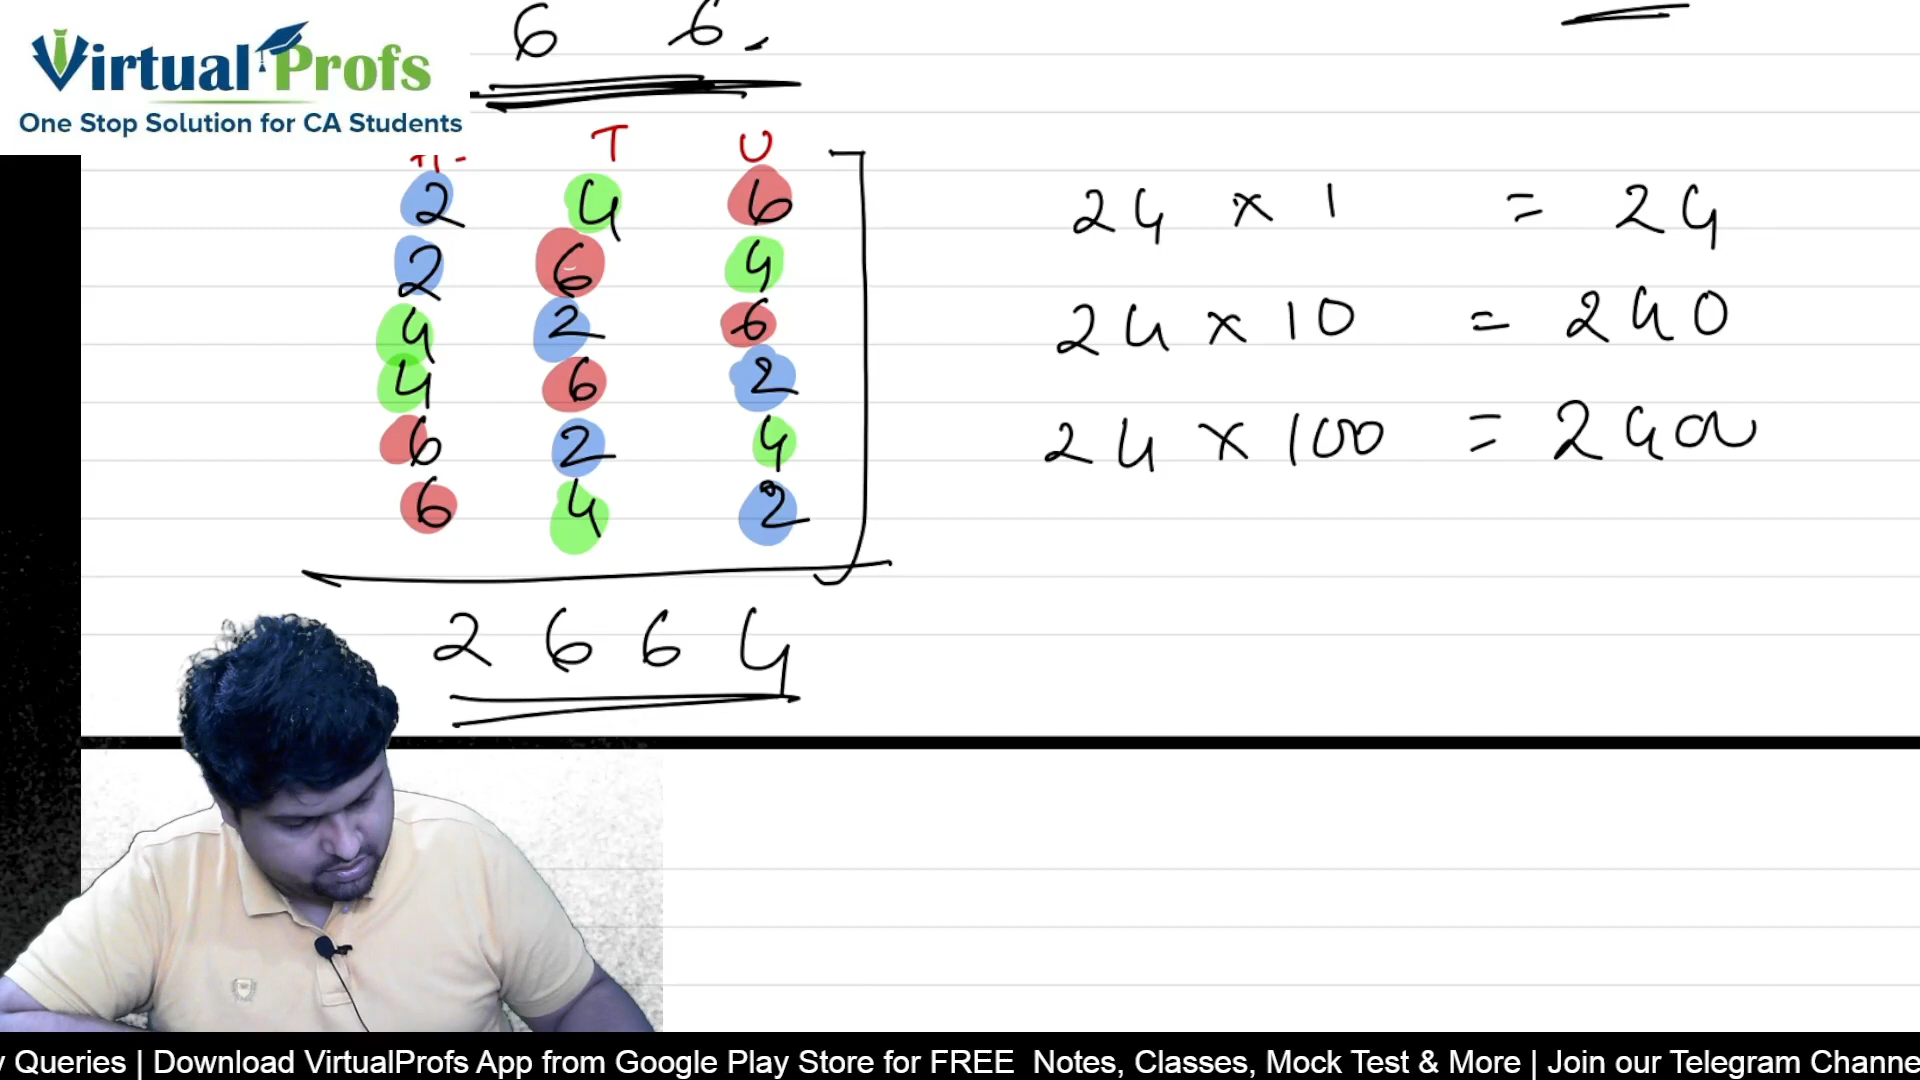 6 6.
Virtual Profs
One Stop Solution for CA Students
H. T U
2 4 6
2 6 4
4 2 6
4 6 2
6 2 4
6 4 2
2 6 6 4
24 × 1 = 24
24 × 10 = 240
24 × 100 = 2400
Queries | Download VirtualProfs App from Google Play Store for FREE Notes, Classes, Mock Test & More | Join our Telegram Channe